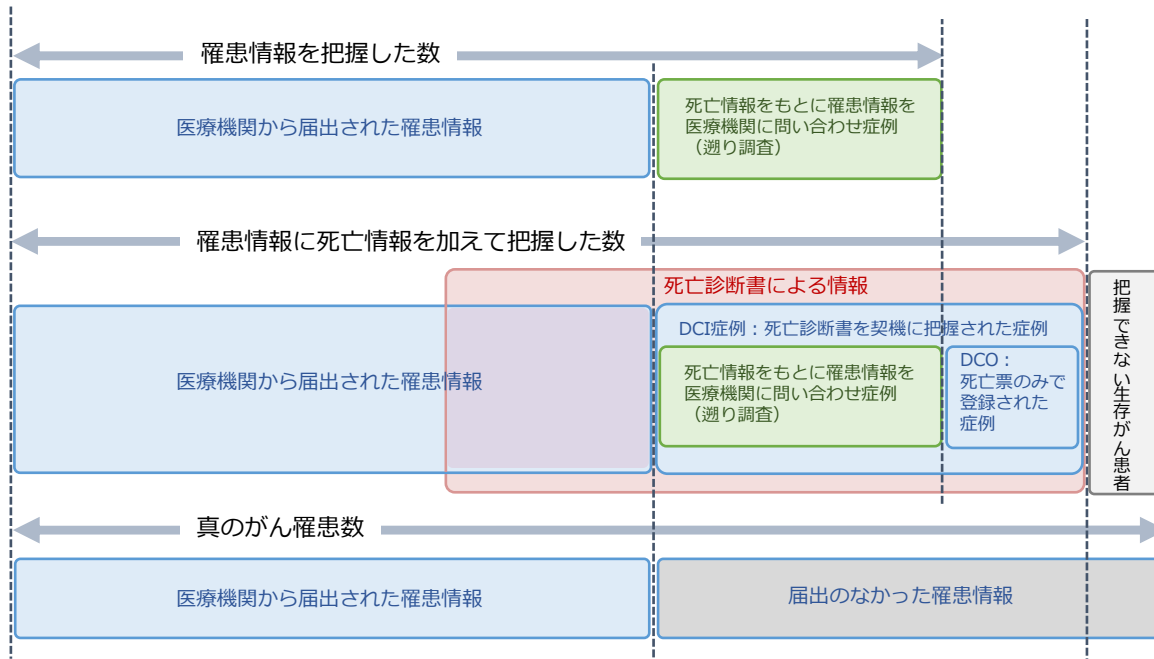 罹患情報を把握した数
医療機関から届出された罹患情報
死亡情報をもとに罹患情報を
医療機関に問い合わせ症例
（遡り調査）
罹患情報に死亡情報を加えて把握した数
死亡診断書による情報
医療機関から届出された罹患情報
DCI症例：死亡診断書を契機に把握された症例
死亡情報をもとに罹患情報を
医療機関に問い合わせ症例
（遡り調査）
DCO：
死亡票のみで
登録された
症例
把握できない生存がん患者
真のがん罹患数
医療機関から届出された罹患情報
届出のなかった罹患情報